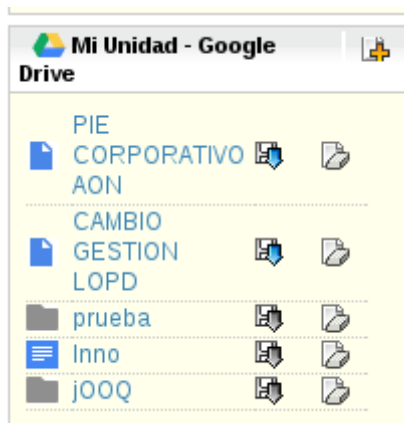 Mi Unidad - Google
Drive
PIE
CORPORATIVO
AON
CAMBIO
GESTION
LOPD
prueba
Inno
jOOQ